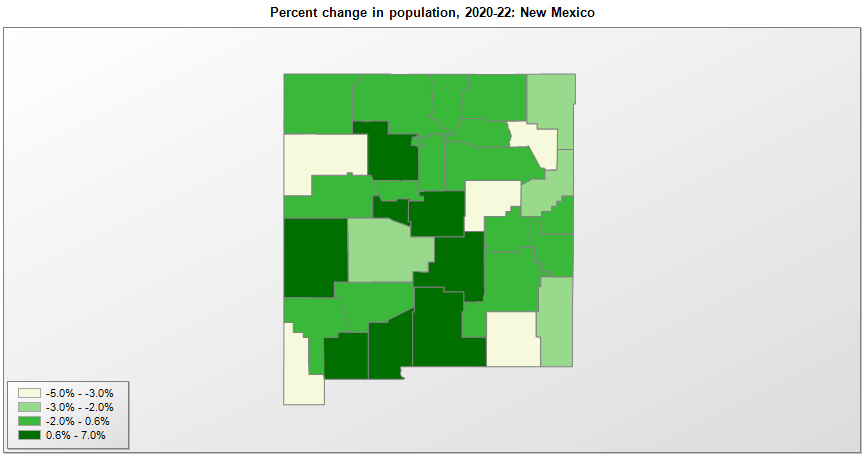 Percent change in population, 2020-22: New Mexico
-5.0% - -3.0%
-3.0% - -2.0%
-2.0% - 0.6%
0.6% - 7.0%